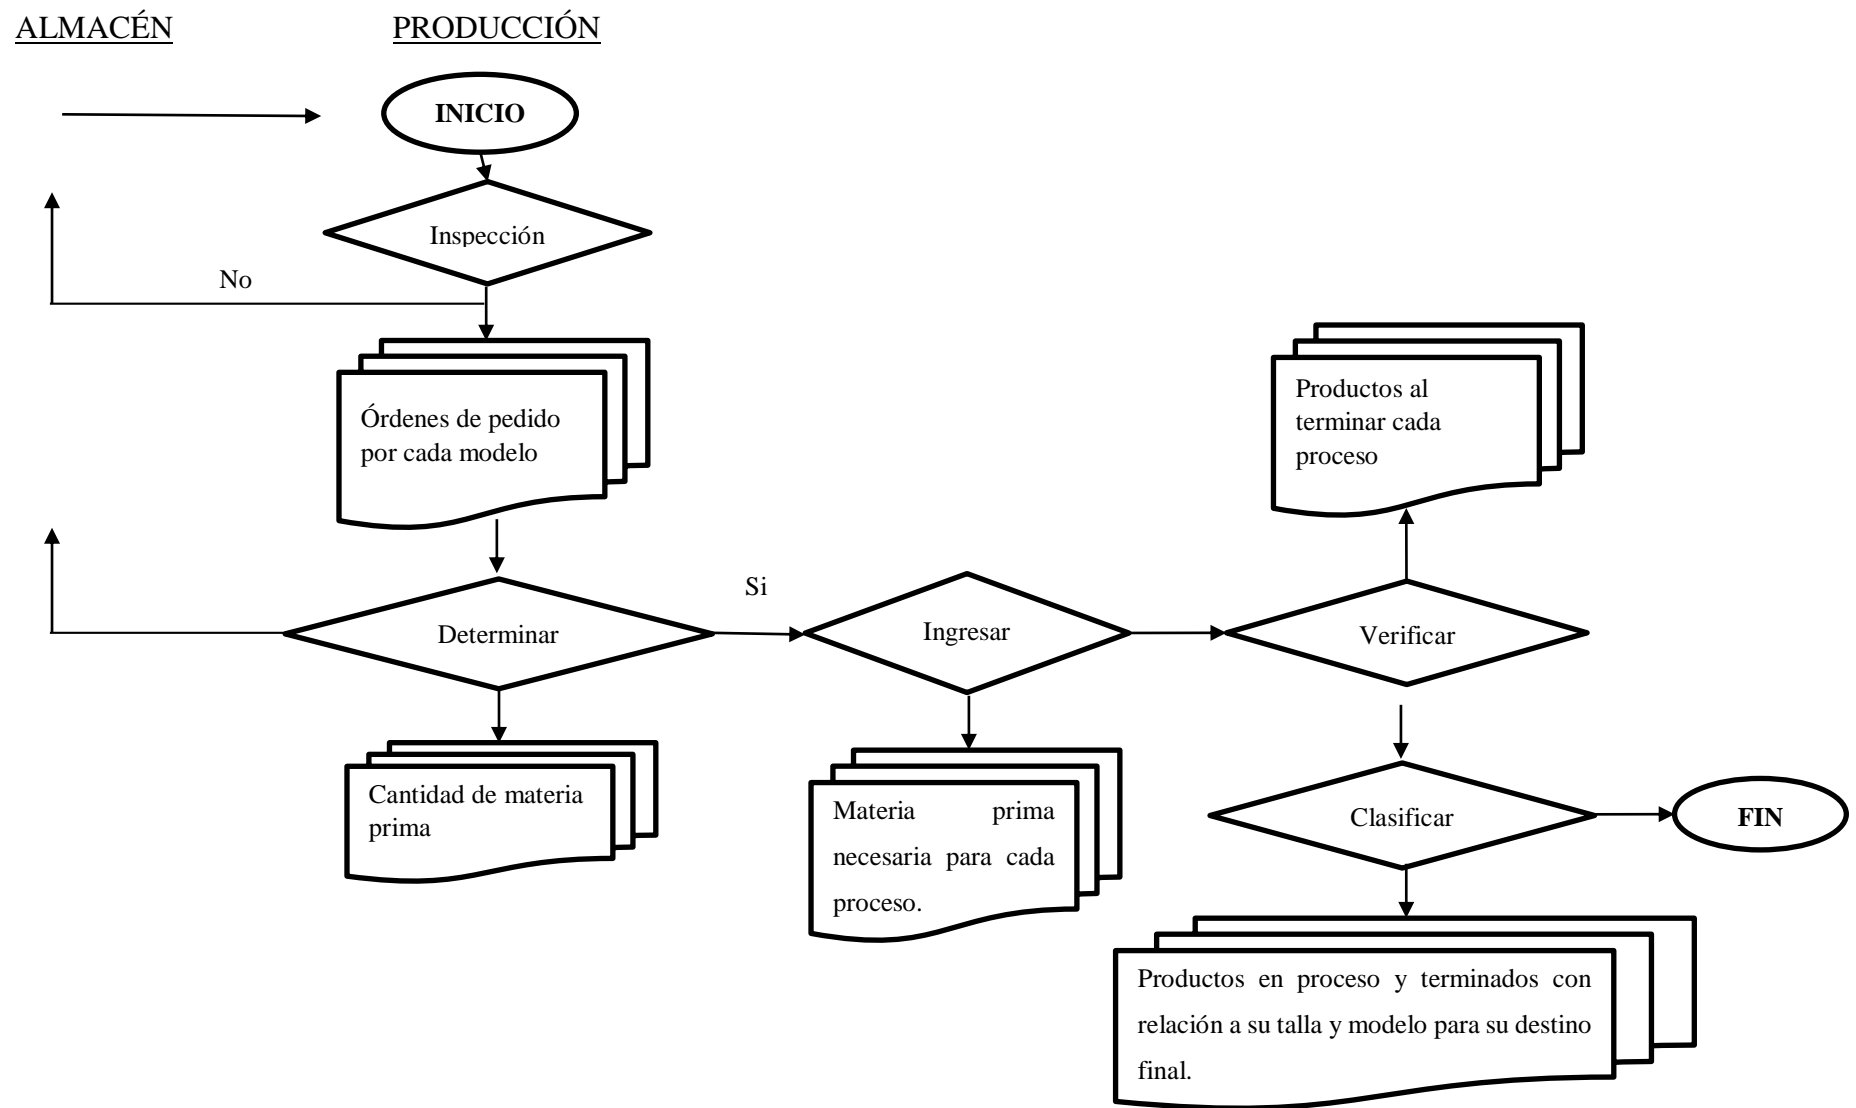 ALMACÉN
PRODUCCIÓN
INICIO
Inspección
No
Órdenes de pedido
por cada modelo
Productos al
terminar cada
proceso
Si
Determinar
Ingresar
Verificar
Cantidad de materia
prima
Materia prima
necesaria para cada
proceso.
Clasificar
FIN
Productos en proceso y terminados con
relación a su talla y modelo para su destino
final.